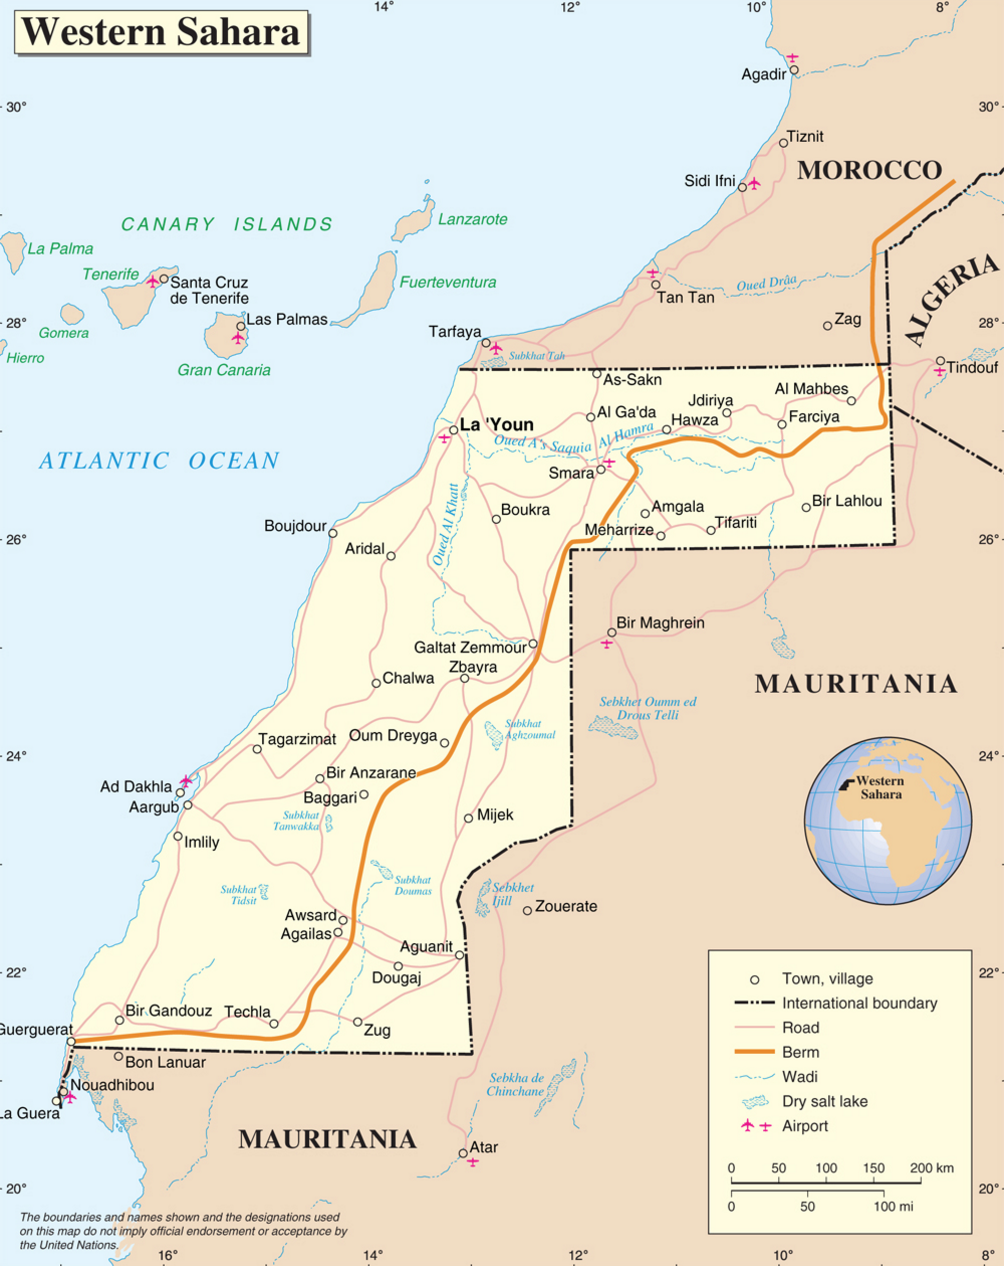 Western Sahara
14°
12°
10°
8°
30°
30°
28°
28°
26°
26°
24°
24°
22°
22°
20°
20°
16°
14°
12°
10°
8°
Agadir
Tiznit
Sidi Ifni
MOROCCO
CANARY ISLANDS
Lanzarote
La Palma
Tenerife
Santa Cruz
de Tenerife
Fuerteventura
Gomera
Las Palmas
Hierro
Gran Canaria
Tan Tan
Oued Drâa
Zag
ALGERIA
Tarfaya
Subkhat Tah
Tindouf
As-Sakn
Al Mahbes
Jdiriya
Al Ga'da
Hawza
Farciya
La 'Youn
Oued A's Saquia Al Hamra
ATLANTIC OCEAN
Smara
Oued Al Khatt
Boukra
Amgala
Bir Lahlou
Boujdour
Meharrize
Tifariti
Aridal
Bir Maghrein
Galtat Zemmour
Zbayra
Chalwa
MAURITANIA
Sebkhet Oumm ed
Drous Telli
Subkhat
Aghzoumal
Tagarzimat
Oum Dreyga
Bir Anzarane
Ad Dakhla
Aargub
Baggari
Subkhat
Tanwakka
Mijek
Imlily
Western
Sahara
Subkhat
Tidsit
Subkhat
Doumas
Sebkhet
Ijill
Zouerate
Awsard
Agailas
Aguanit
Dougaj
Bir Gandouz
Techla
Guerguerat
Zug
Bon Lanuar
Nouadhibou
La Guera
Sebkha de
Chinchane
MAURITANIA
Atar
Town, village
International boundary
Road
Berm
Wadi
Dry salt lake
Airport
0 50 100 150 200 km
0 50 100 mi
The boundaries and names shown and the designations used
on this map do not imply official endorsement or acceptance by
the United Nations.